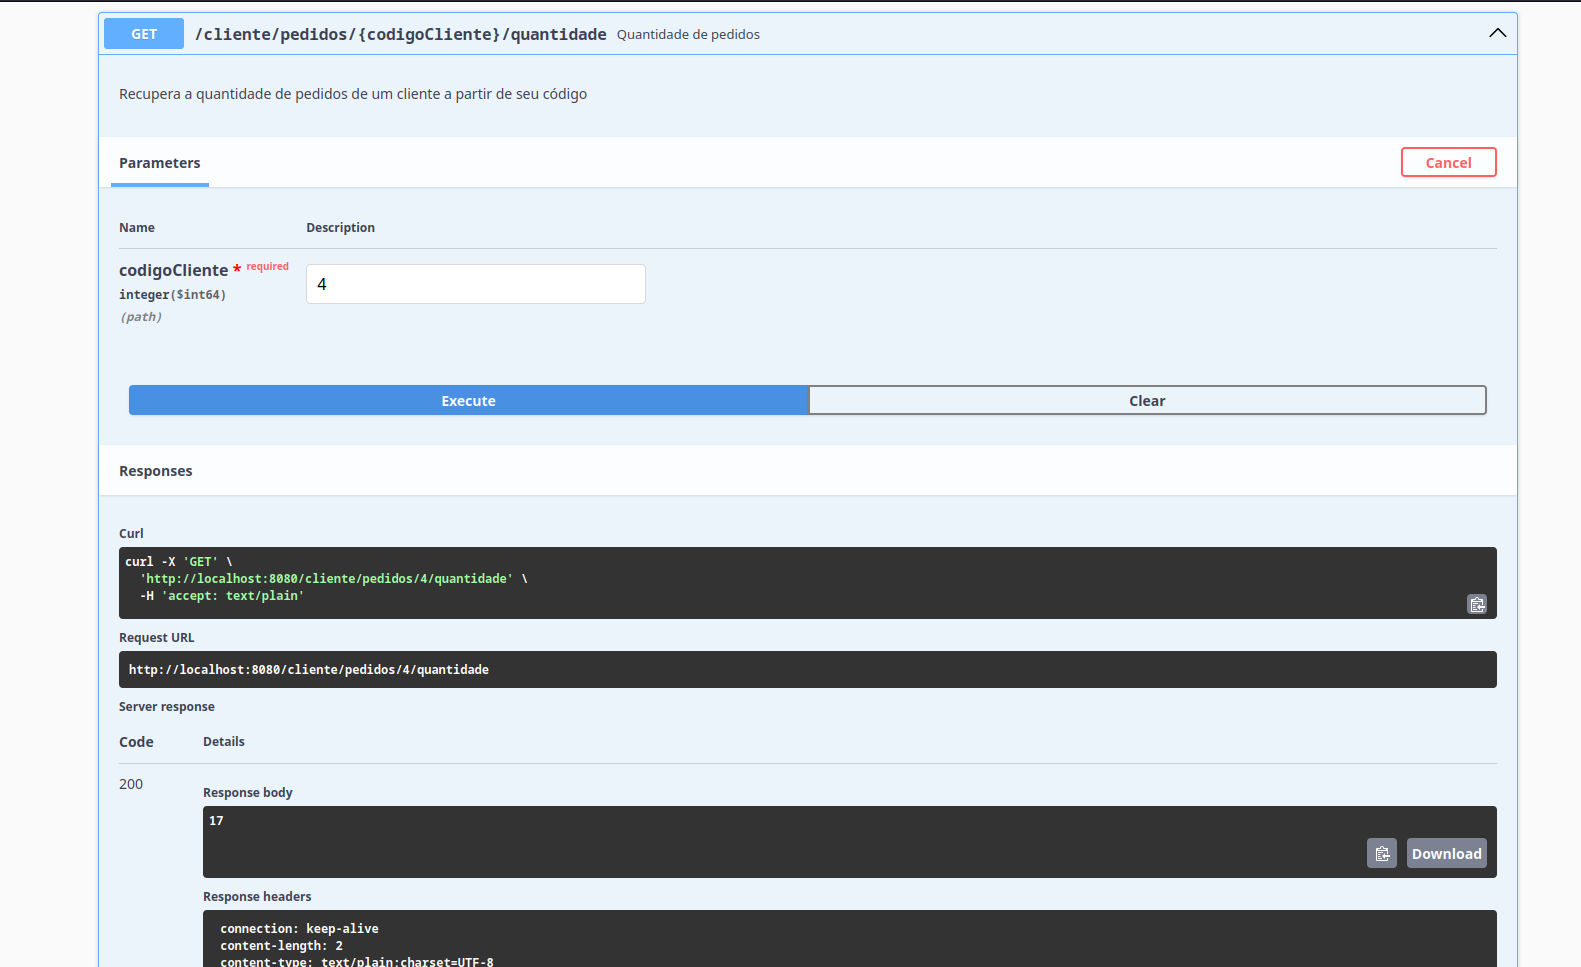 GET /cliente/pedidos/{codigoCliente}/quantidade Quantidade de pedidos
Recupera a quantidade de pedidos de um cliente a partir de seu código
Parameters
Cancel
Name Description
codigoCliente * required
integer($int64)
(path)
4
Execute
Clear
Responses
Curl
curl -X 'GET' \
'http://localhost:8080/cliente/pedidos/4/quantidade' \
-H 'accept: text/plain'
Request URL
http://localhost:8080/cliente/pedidos/4/quantidade
Server response
Code Details
200
Response body
17
Download
Response headers
connection: keep-alive
content-length: 2
content-type: text/plain;charset=UTF-8